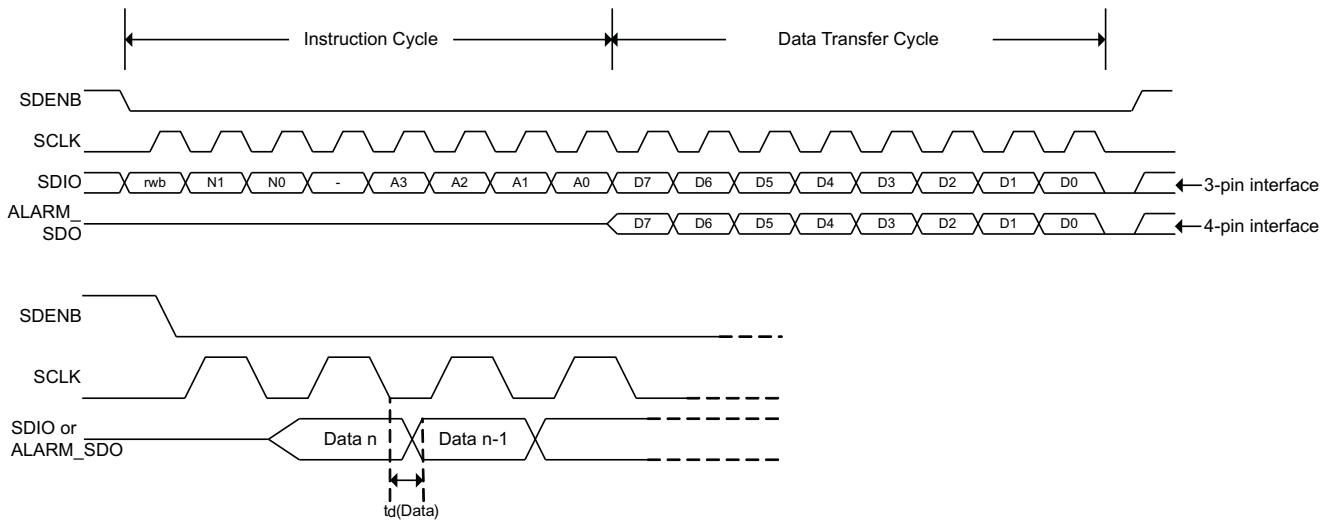 Instruction Cycle
Data Transfer Cycle
SDENB
SCLK
SDIO rwb N1 N0 - A3 A2 A1 A0 D7 D6 D5 D4 D3 D2 D1 D0 3-pin interface
ALARM_
SDO D7 D6 D5 D4 D3 D2 D1 D0 4-pin interface
SDENB
SCLK
SDIO or
ALARM_SDO
Data n Data n-1
td(Data)